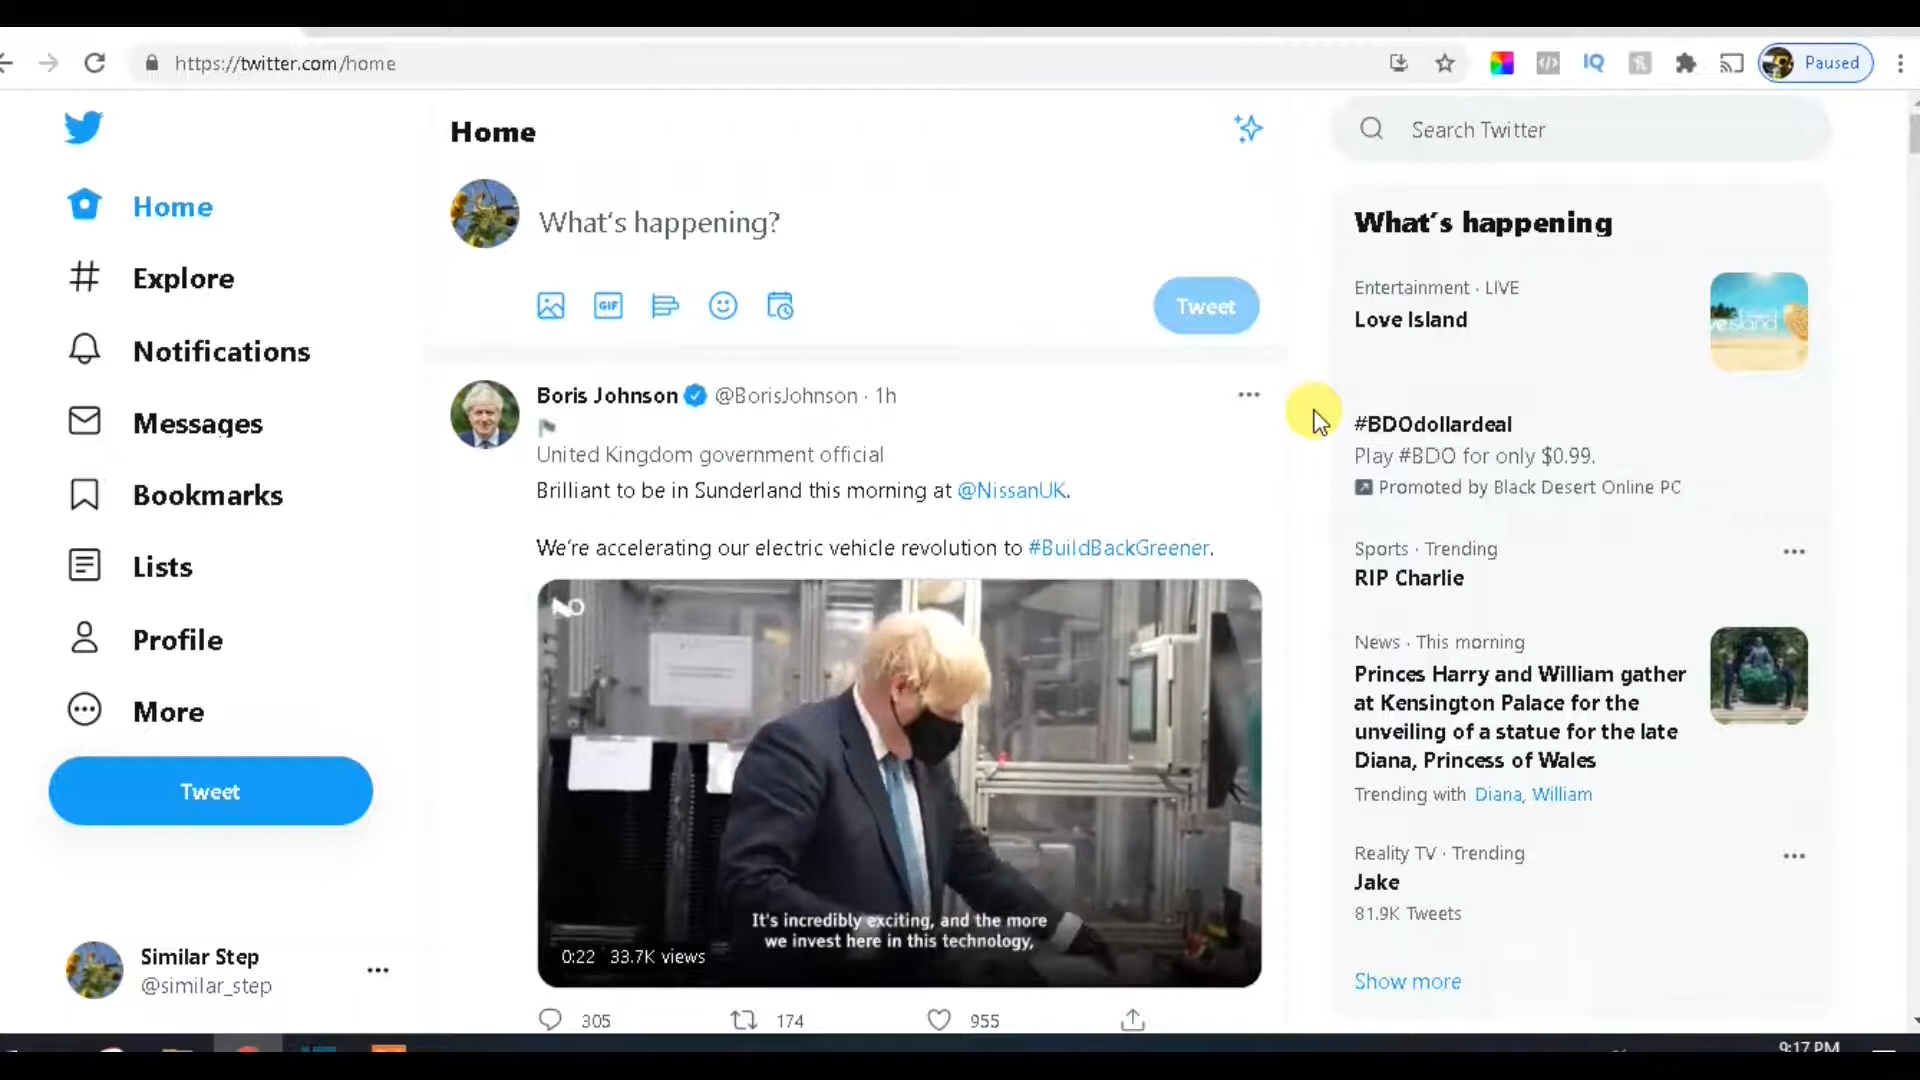 https://twitter.com/home
IQ
Paused
Home
Explore
Notifications
Messages
Bookmarks
Lists
Profile
More
Tweet
Similar Step
@similar_step
Home
What's happening?
GIF
Tweet
Boris Johnson @BorisJohnson · 1h
United Kingdom government official
Brilliant to be in Sunderland this morning at @NissanUK.
We're accelerating our electric vehicle revolution to #BuildBackGreener.
It's incredibly exciting, and the more
we invest here in this technology,
0:22 33.7K views
305 174 955
Search Twitter
What's happening
Entertainment · LIVE
Love Island
#BDOdollardeal
Play #BDO for only $0.99.
Promoted by Black Desert Online PC
Sports · Trending
RIP Charlie
News · This morning
Princes Harry and William gather
at Kensington Palace for the
unveiling of a statue for the late
Diana, Princess of Wales
Trending with Diana, William
Reality TV · Trending
Jake
81.9K Tweets
Show more
9:17 PM